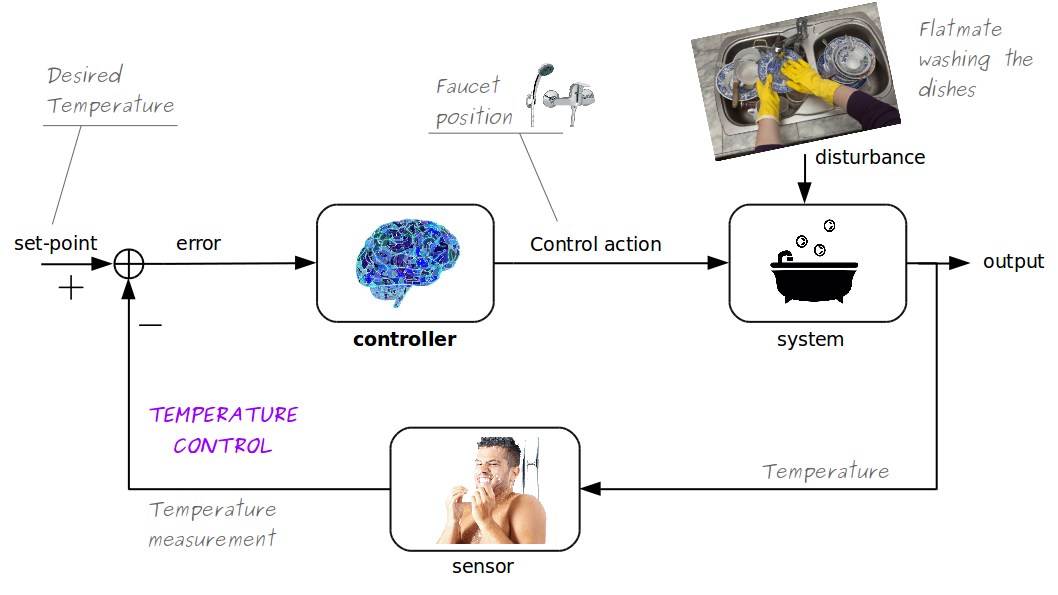 Desired
Temperature
Faucet
position
Flatmate
washing the
dishes
disturbance
set-point
+
error
Control action
output
—
controller
system
TEMPERATURE
CONTROL
Temperature
Temperature
measurement
sensor